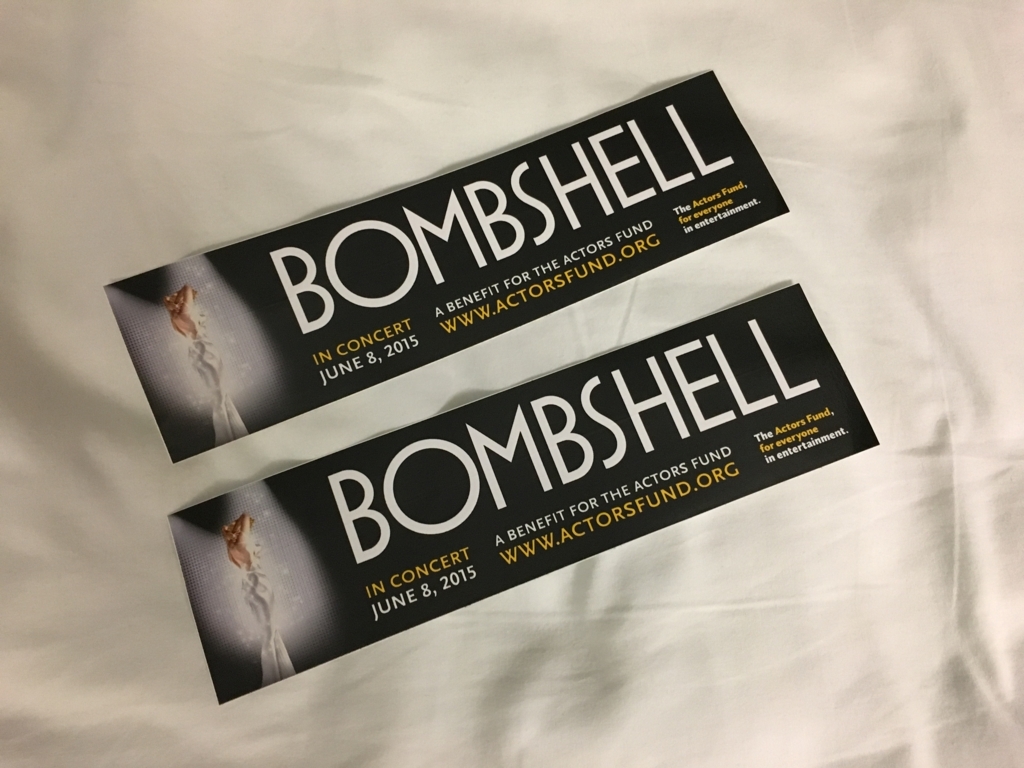 BOMBSHELL
IN CONCERT
JUNE 8, 2015
A BENEFIT FOR THE ACTORS FUND
WWW.ACTORSFUND.ORG
The Actors Fund,
for everyone
in entertainment.
BOMBSHELL
IN CONCERT
JUNE 8, 2015
A BENEFIT FOR THE ACTORS FUND
WWW.ACTORSFUND.ORG
The Actors Fund,
for everyone
in entertainment.